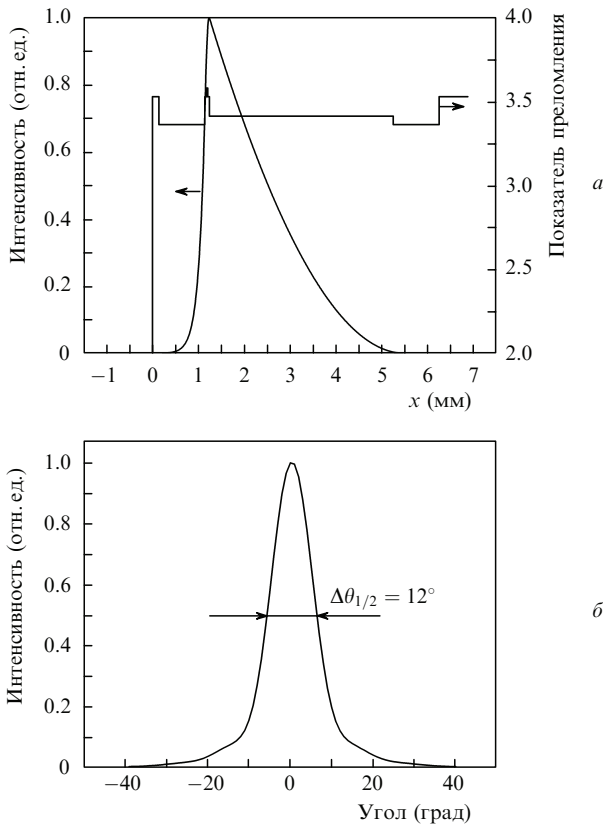 Интенсивность (отн. ед.)
1.0
0.8
0.6
0.4
0.2
0
4.0
3.5
3.0
2.5
2.0
Показатель преломления
а
−1 0 1 2 3 4 5 6 7
x (мм)
Интенсивность (отн. ед.)
1.0
0.8
0.6
0.4
0.2
0
Δθ1/2 = 12°
б
−40 −20 0 20 40
Угол (град)